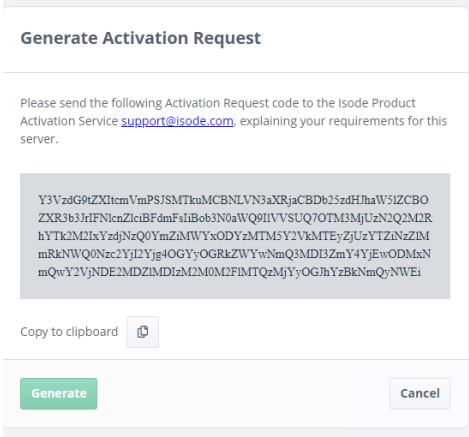 Generate Activation Request
Please send the following Activation Request code to the Isode Product
Activation Service support@isode.com, explaining your requirements for this
server.
Y3VzdG9tZXItcmVmPSJSMTkuMCBNLVN3aXRjaCBDb25zdHJhaW5lZCBO
ZXR3b3JrIFNlcnZlciBFdmFsIiBob3N0aWQ9IlVVSUQ7OTM3MjUzN2Q2M2R
hYTk2M2IxYzdjNzQ0YmZiMWYxODYzMTM5Y2VkMTEyZjUzYTZiNzZlM
mRkNWQ0Nzc2YjI2Yjg4OGYyOGRkZWYwNmQ3MDI3ZmY4YjEwODMxN
mQwY2VjNDE2MDZlMDIzM2M0M2FlMTQzMjYyOGJhYzBkNmQyNWEi
Copy to clipboard
Generate
Cancel